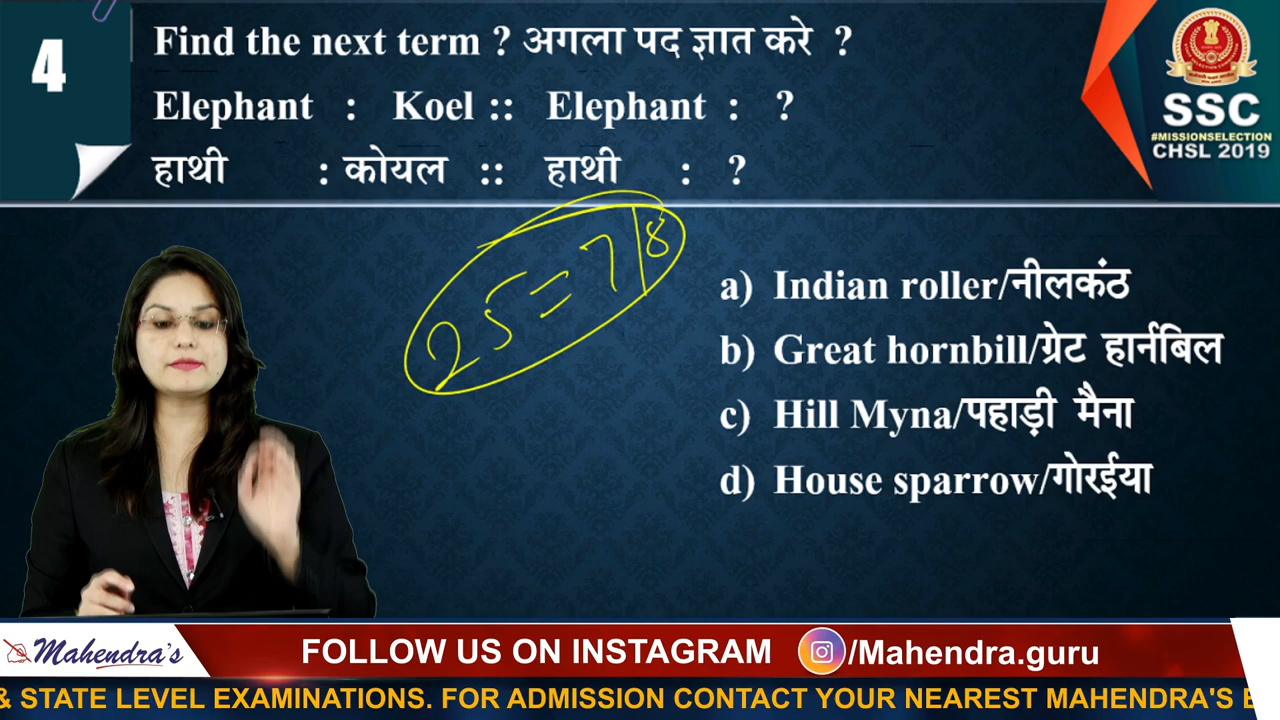 4
Find the next term ? अगला पद ज्ञात करे ?
Elephant : Koel :: Elephant : ?
हाथी : कोयल :: हाथी : ?
SSC
#MISSIONSELECTION
CHSL 2019
25=7/8
a) Indian roller/नीलकंठ
b) Great hornbill/ग्रेट हार्नबिल
c) Hill Myna/पहाड़ी मैना
d) House sparrow/गोरईया
Mahendra's
FOLLOW US ON INSTAGRAM /Mahendra.guru
& STATE LEVEL EXAMINATIONS. FOR ADMISSION CONTACT YOUR NEAREST MAHENDRA'S